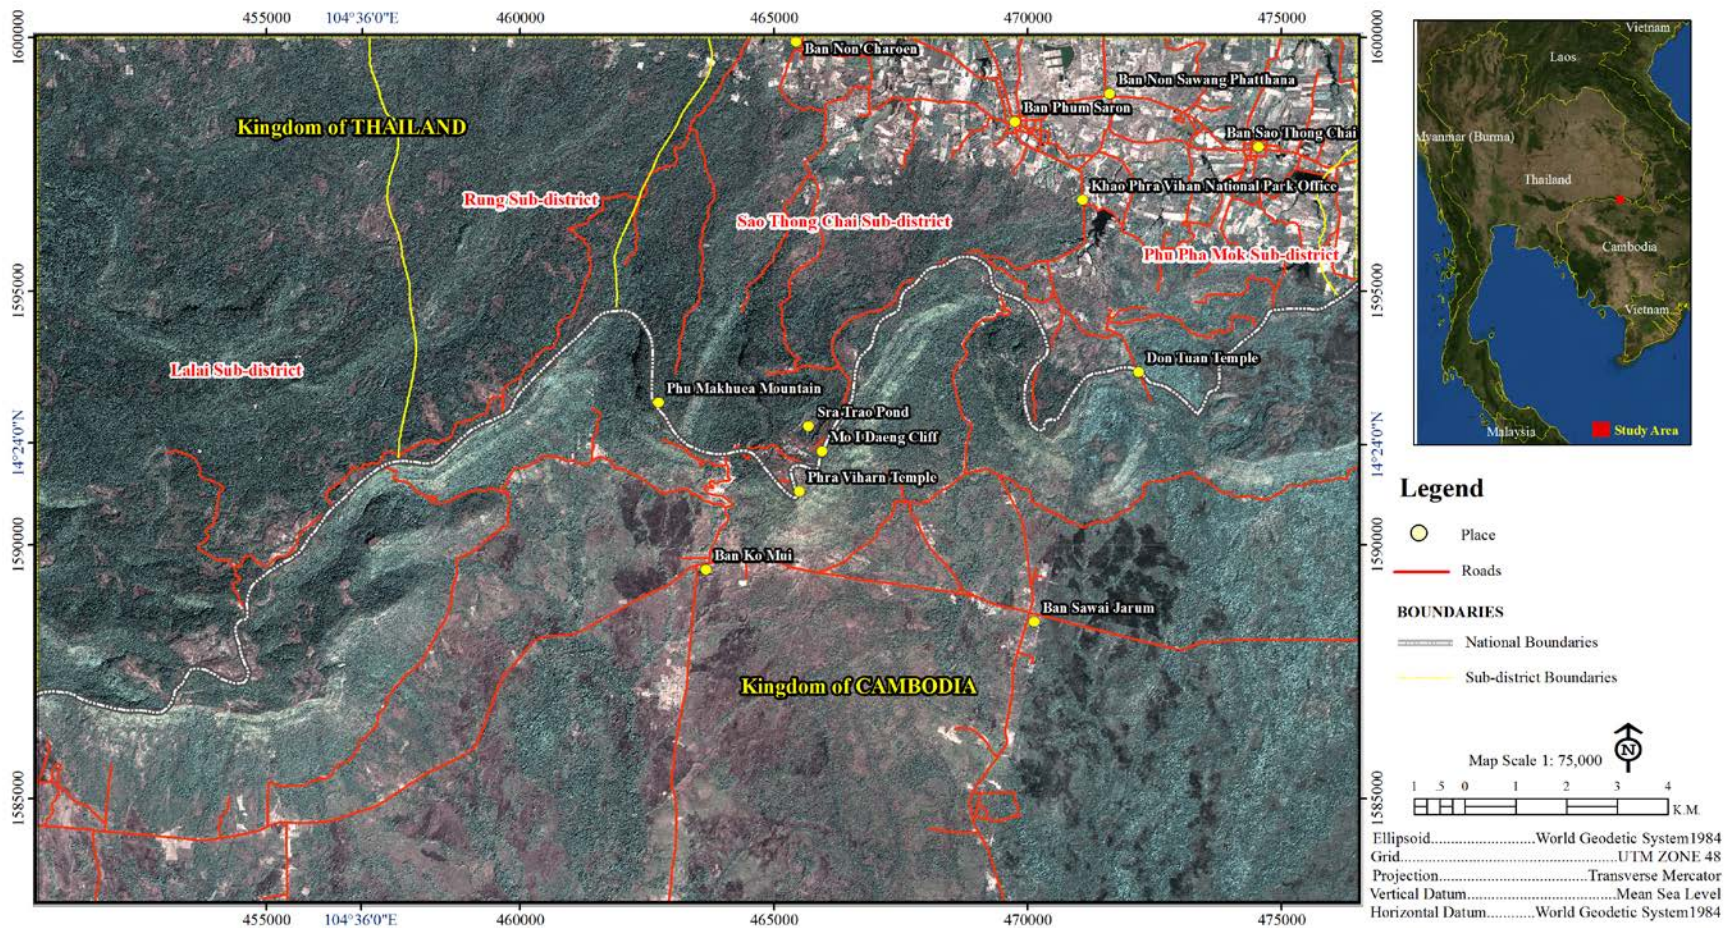 455000 104°36'0"E 460000 465000 470000 475000
1600000
1600000
Ban Non Charoen
Ban Non Sawang Phatthana
Ban Phum Saron
Kingdom of THAILAND
Ban Sao Thong Chai
Khao Phra Vihan National Park Office
Rung Sub-district
Sao Thong Chai Sub-district
Phu Pha Mok Sub-district
1595000
1595000
Don Tuan Temple
Lalai Sub-district
Phu Makhuea Mountain
Sra Trao Pond
Mo I Daeng Cliff
14°24'0"N
14°24'0"N
Phra Viharn Temple
1590000
1590000
Ban Ko Mui
Ban Sawai Jarum
Kingdom of CAMBODIA
1585000
1585000
455000 104°36'0"E 460000 465000 470000 475000
Vietnam
Laos
Myanmar (Burma)
Thailand
Cambodia
Vietnam
Malaysia
Study Area
Legend
Place
Roads
BOUNDARIES
National Boundaries
Sub-district Boundaries
N
Map Scale 1: 75,000
1 .5 0 1 2 3 4
K.M.
Ellipsoid..........................World Geodetic System1984
Grid......................................................UTM ZONE 48
Projection......................................Transverse Mercator
Vertical Datum...............................Mean Sea Level
Horizontal Datum............World Geodetic System1984